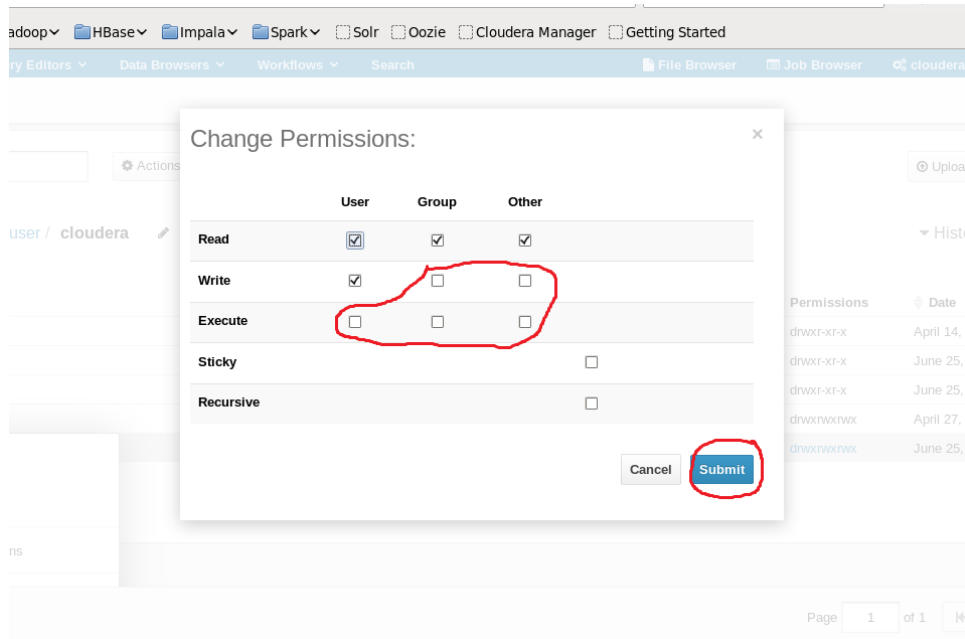 adoop HBase Impala Spark Solr Oozie Cloudera Manager Getting Started
ry Editors Data Browsers Workflows Search File Browser Job Browser cloudera
Change Permissions: ×
Actions Uploa
User Group Other
Read
user / cloudera Histo
Write
Permissions Date
Execute
drwxr-xr-x April 14,
drwxr-xr-x June 25,
Sticky
drwxr-xr-x June 25,
Recursive
drwxrwxrwx April 27,
drwxrwxrwx June 25,
Cancel Submit
ns
Page 1 of 1